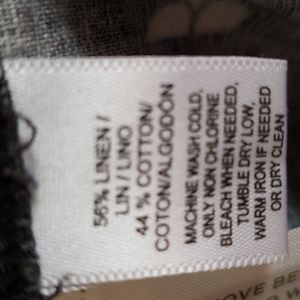 56% LINEN /
LIN / LINO
44 % COTTON/
COTON/ALGODÓN
MACHINE WASH COLD,
ONLY NON CHLORINE
BLEACH WHEN NEEDED,
TUMBLE DRY LOW,
WARM IRON IF NEEDED
OR DRY CLEAN